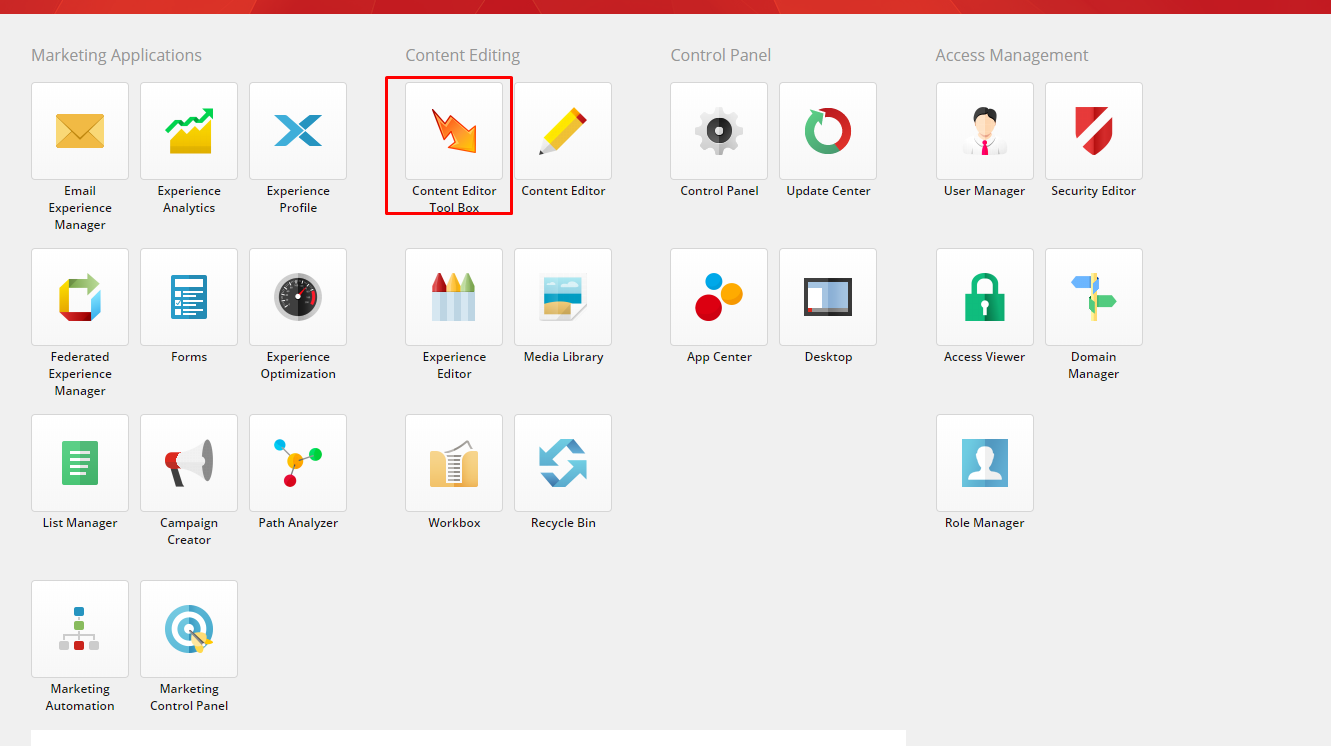 Marketing Applications
Content Editing
Control Panel
Access Management
Email
Experience
Manager
Experience
Analytics
Experience
Profile
Content Editor
Tool Box
Content Editor
Control Panel
Update Center
User Manager
Security Editor
Federated
Experience
Manager
Forms
Experience
Optimization
Experience
Editor
Media Library
App Center
Desktop
Access Viewer
Domain
Manager
List Manager
Campaign
Creator
Path Analyzer
Workbox
Recycle Bin
Role Manager
Marketing
Automation
Marketing
Control Panel